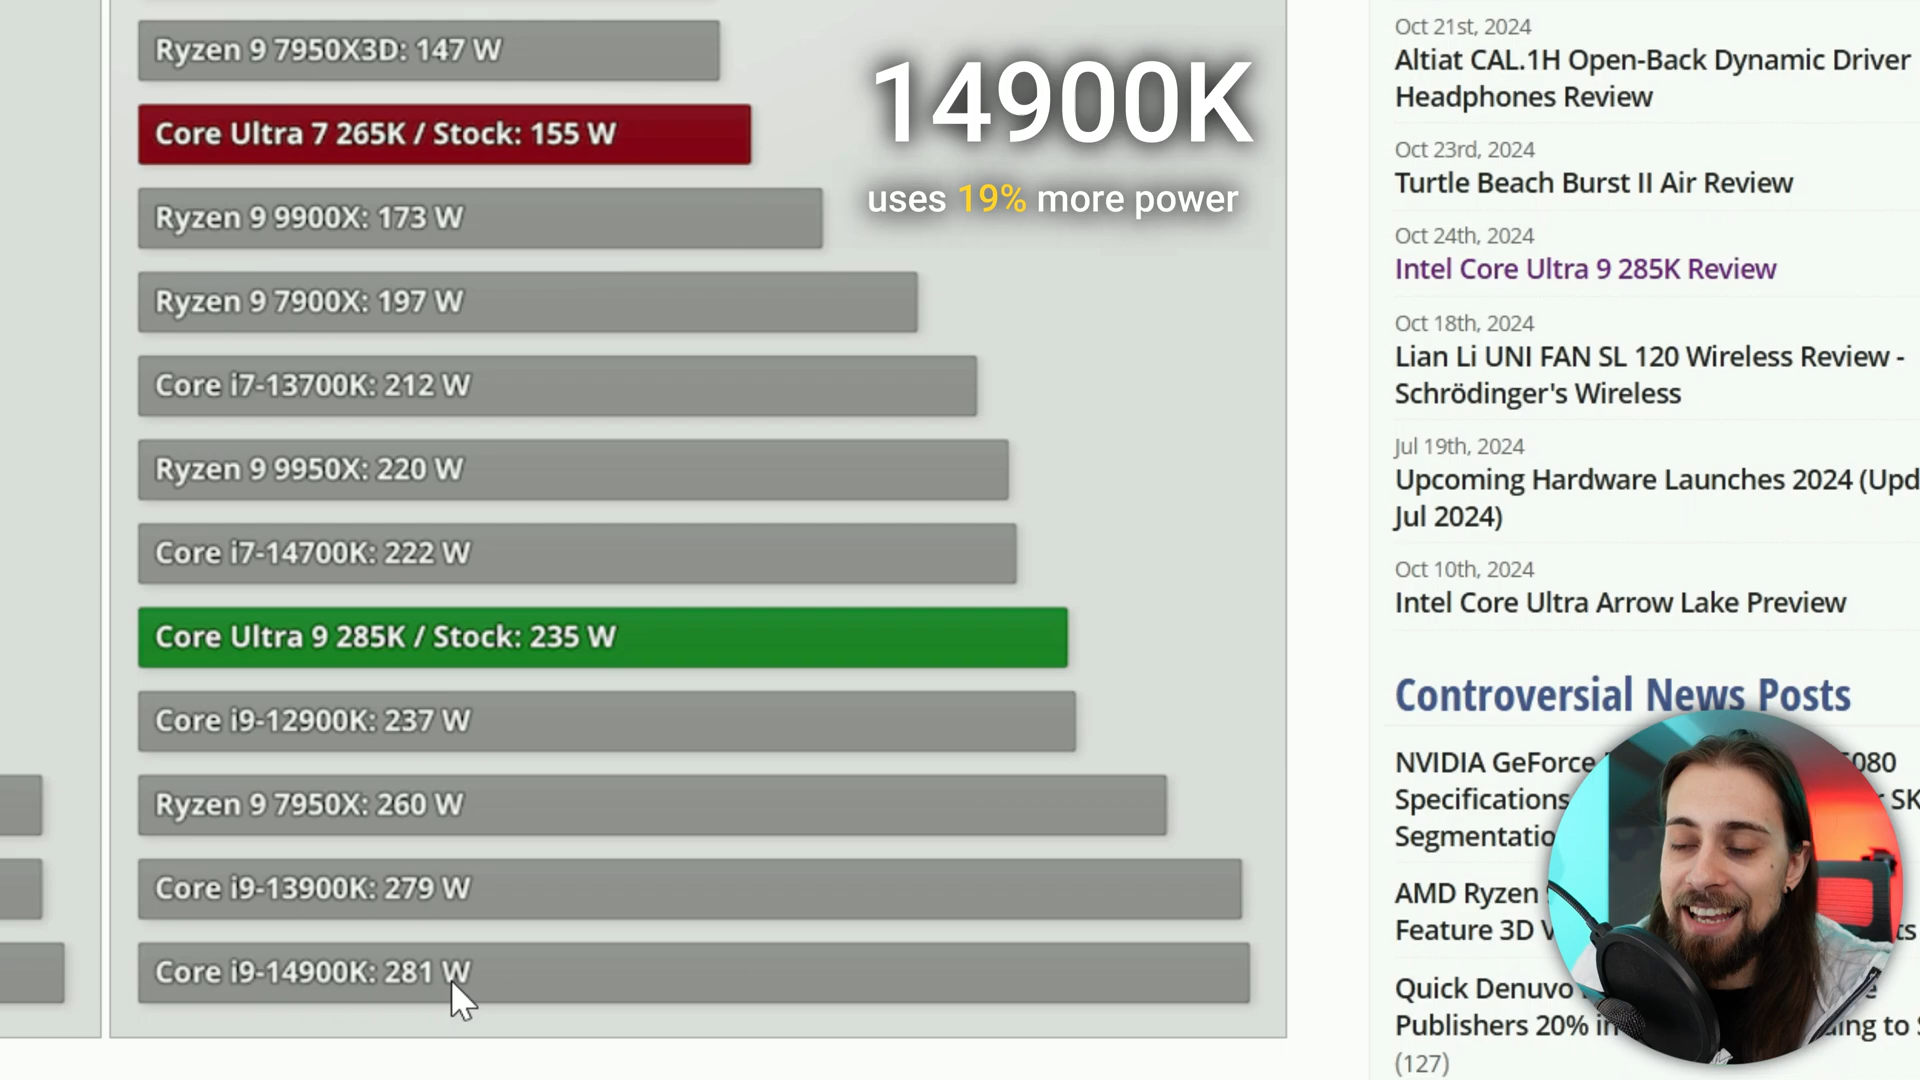 Ryzen 9 7950X3D: 147 W
Core Ultra 7 265K / Stock: 155 W
Ryzen 9 9900X: 173 W
Ryzen 9 7900X: 197 W
Core i7-13700K: 212 W
Ryzen 9 9950X: 220 W
Core i7-14700K: 222 W
Core Ultra 9 285K / Stock: 235 W
Core i9-12900K: 237 W
Ryzen 9 7950X: 260 W
Core i9-13900K: 279 W
Core i9-14900K: 281 W
14900K
uses 19% more power
Oct 21st, 2024
Altiat CAL.1H Open-Back Dynamic Driver
Headphones Review
Oct 23rd, 2024
Turtle Beach Burst II Air Review
Oct 24th, 2024
Intel Core Ultra 9 285K Review
Oct 18th, 2024
Lian Li UNI FAN SL 120 Wireless Review -
Schrödinger's Wireless
Jul 19th, 2024
Upcoming Hardware Launches 2024 (Upd
Jul 2024)
Oct 10th, 2024
Intel Core Ultra Arrow Lake Preview
Controversial News Posts
NVIDIA GeForce 5080
Specifications SK
Segmentatio
AMD Ryzen
Feature 3D V ts
Quick Denuvo
Publishers 20% in ing to
(127)